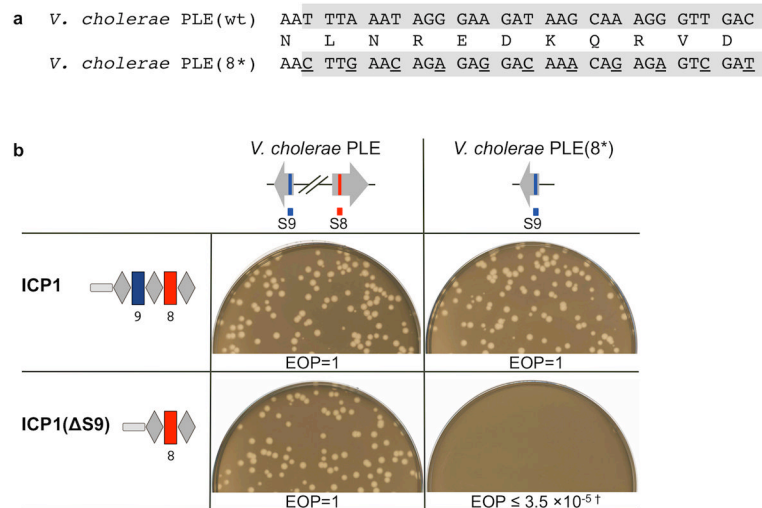 a V. cholerae PLE(wt) AAT TTA AAT AGG GAA GAT AAG CAA AGG GTT GAC
N L N R E D K Q R V D
V. cholerae PLE(8*) AAC TTG AAC AGA GAG GAC AAA CAG AGA GTC GAT
b V. cholerae PLE V. cholerae PLE(8*)
S9 S8 S9
ICP1
9 8
EOP=1 EOP=1
ICP1(ΔS9)
8
EOP=1 EOP ≤ 3.5 ×10⁻⁵ †